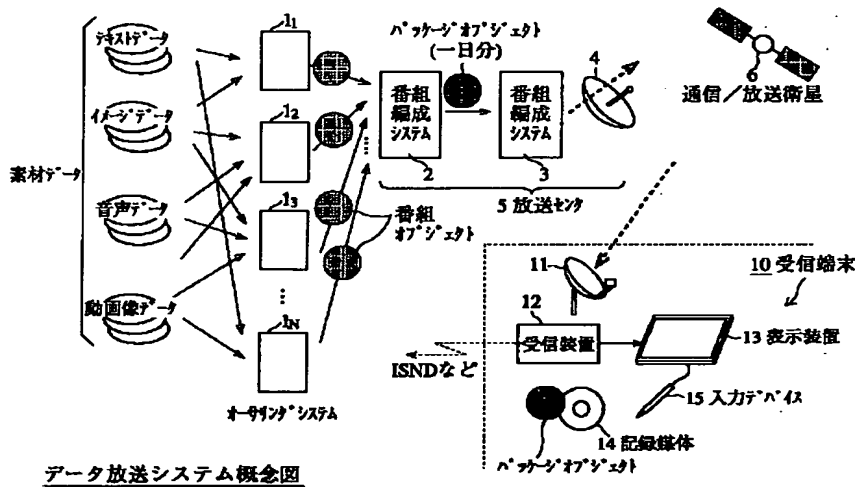 素材ﾃﾞｰﾀ
ﾃｷｽﾄﾃﾞｰﾀ
ｲﾒｰｼﾞﾃﾞｰﾀ
音声ﾃﾞｰﾀ
動画像ﾃﾞｰﾀ
1₁
1₂
1₃
…
1N
ｵｰｻﾘﾝｸﾞｼｽﾃﾑ
番組
ｵﾌﾞｼﾞｪｸﾄ
ﾊﾟｯｹｰｼﾞｵﾌﾞｼﾞｪｸﾄ
(一日分)
番組
編成
ｼｽﾃﾑ
2
番組
編成
ｼｽﾃﾑ
3
4
5 放送ｾﾝﾀ
6
通信／放送衛星
10 受信端末
11
12
受信装置
ISNDなど
13 表示装置
15 入力ﾃﾞﾊﾞｲｽ
14 記録媒体
ﾊﾟｯｹｰｼﾞｵﾌﾞｼﾞｪｸﾄ
データ放送システム概念図